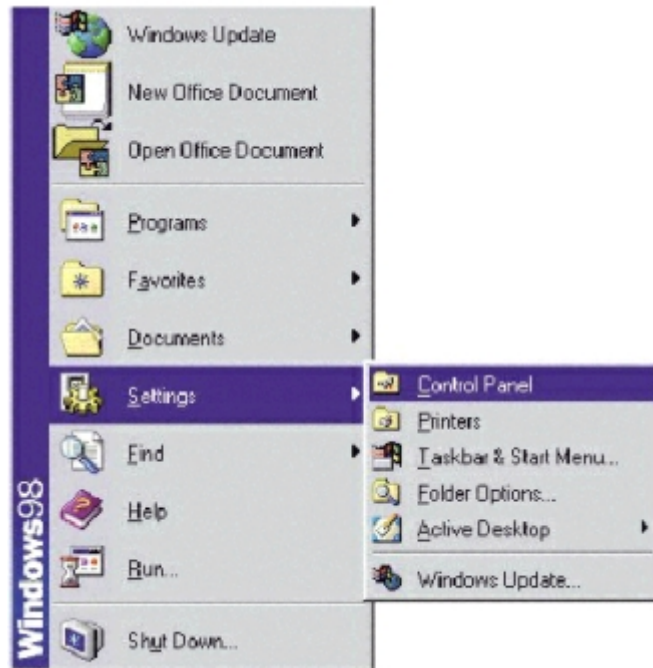 Windows Update
New Office Document
Open Office Document
Programs
Favorites
Documents
Settings
Find
Help
Run...
Shut Down...
Control Panel
Printers
Taskbar & Start Menu...
Folder Options...
Active Desktop
Windows Update...
Windows98